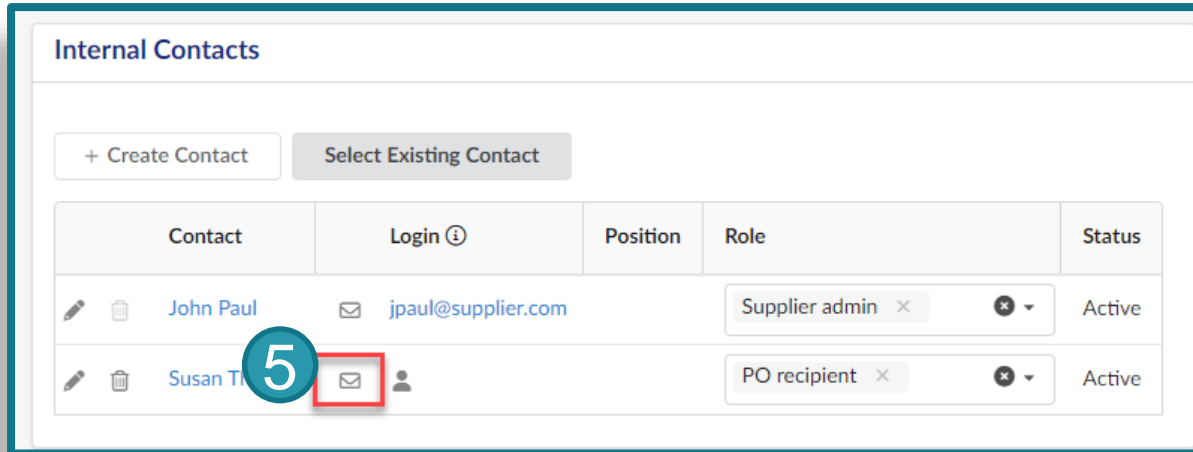 Internal Contacts
+ Create Contact Select Existing Contact
Contact Login Position Role Status
John Paul jpaul@supplier.com Supplier admin × Active
Susan 5 PO recipient × Active